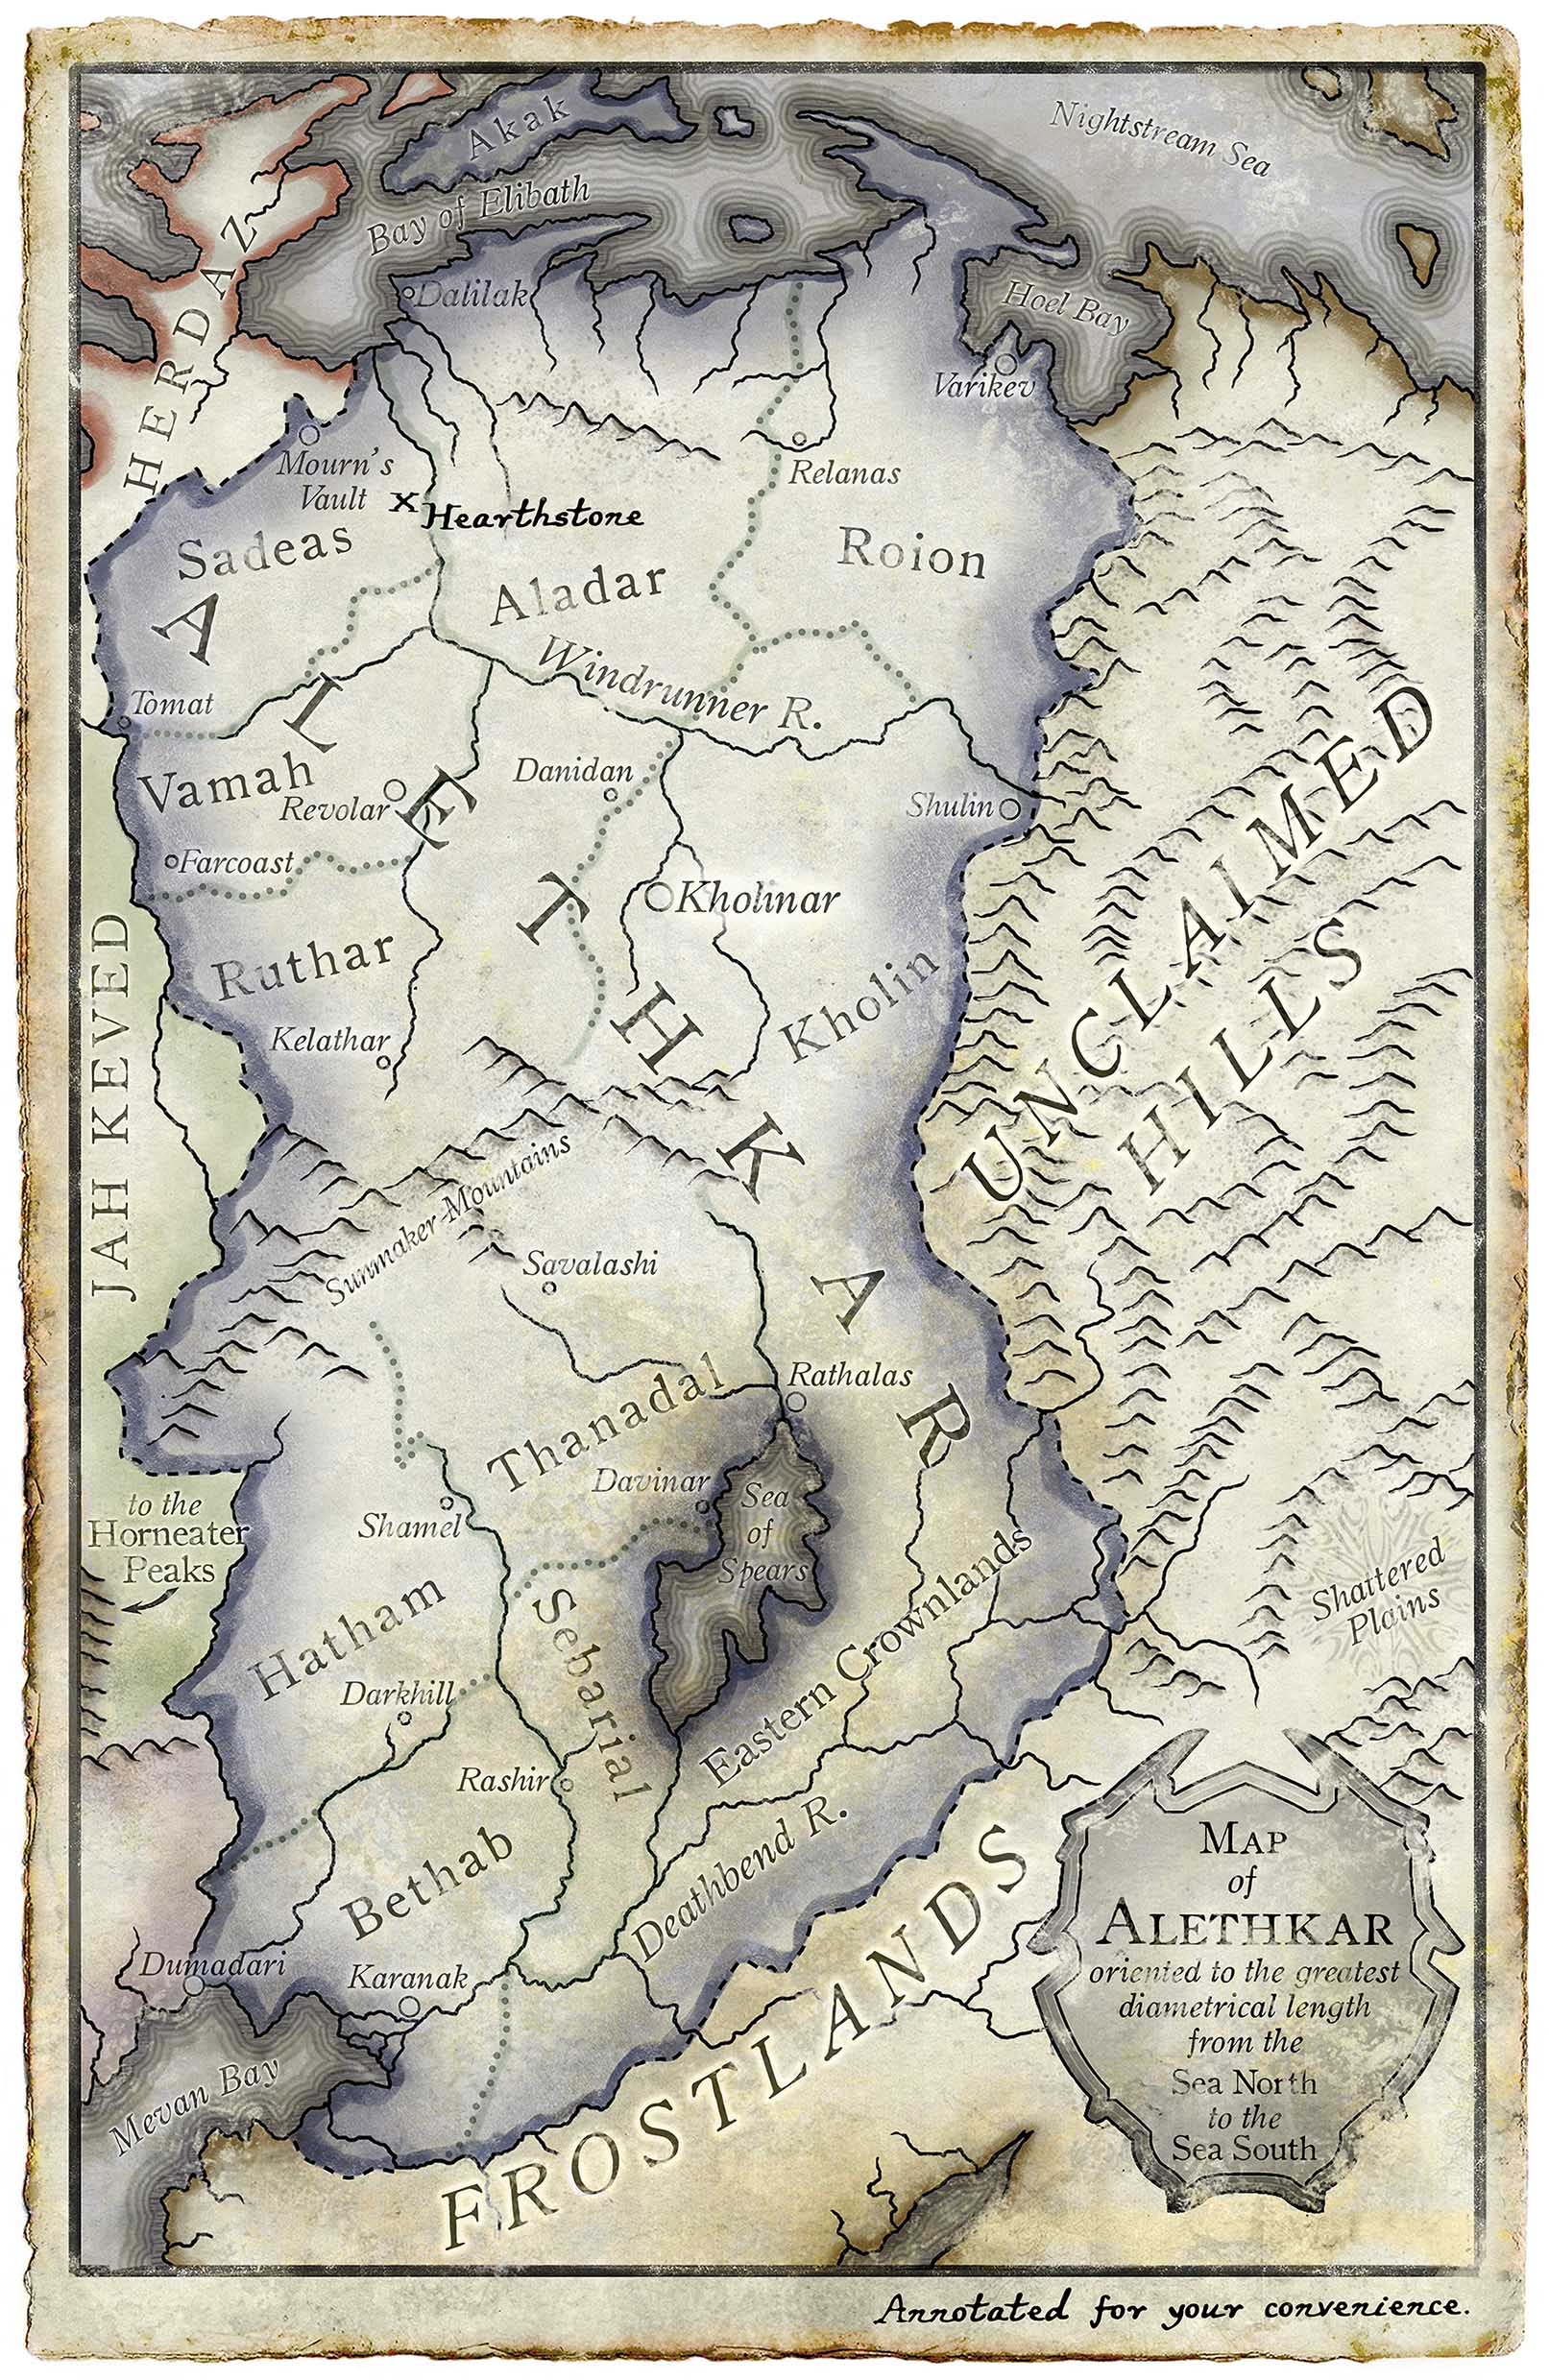 Akak
Nightstream Sea
Bay of Elibath
HERDAZ
Dalilak
Hoel Bay
Varikev
Mourn's
Vault
x Hearthstone
Relanas
Sadeas
Aladar
Roion
Windrunner R.
ALETHKAR
Tomat
Vamah
Revolar
Danidan
Shulin
Farcoast
Kholinar
UNCLAIMED
HILLS
JAH KEVED
Ruthar
Kholin
Kelathar
Sunmaker Mountains
Savalashi
Rathalas
Thanadal
Davinar
Sea
of
Spears
Shamel
to the
Horneater
Peaks
Shattered
Plains
Hatham
Sebarial
Eastern Crownlands
Darkhill
Rashir
Bethab
Deathbend R.
Dumadari
Karanak
Mevan Bay
FROSTLANDS
MAP
of
ALETHKAR
oriented to the greatest
diametrical length
from the
Sea North
to the
Sea South
Annotated for your convenience.